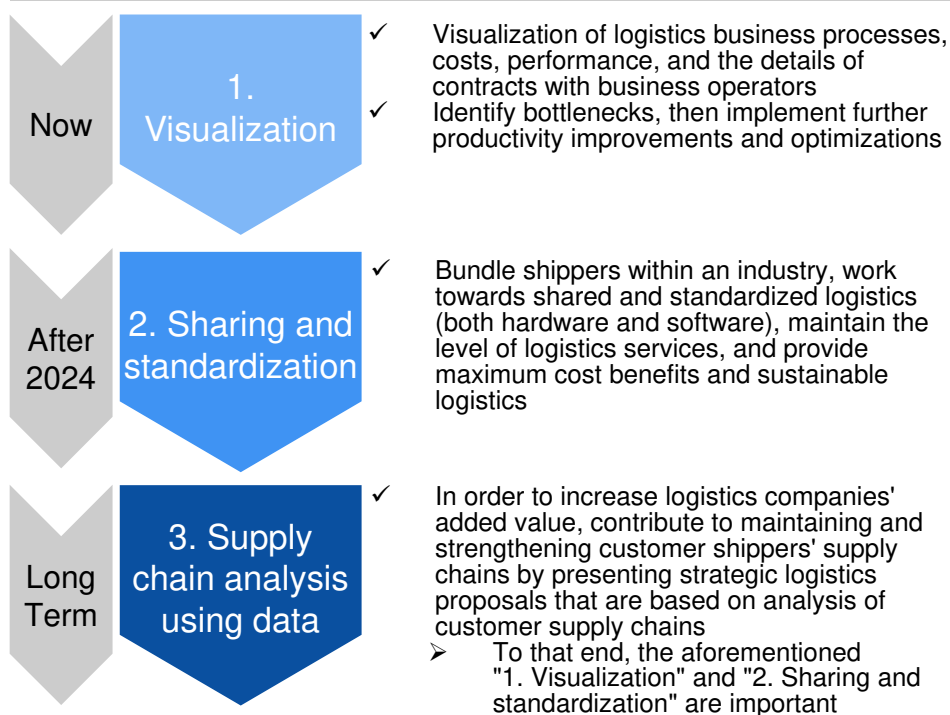 Now
1.
Visualization
✓ Visualization of logistics business processes,
costs, performance, and the details of
contracts with business operators
✓ Identify bottlenecks, then implement further
productivity improvements and optimizations
After
2024
2. Sharing and
standardization
✓ Bundle shippers within an industry, work
towards shared and standardized logistics
(both hardware and software), maintain the
level of logistics services, and provide
maximum cost benefits and sustainable
logistics
Long
Term
3. Supply
chain analysis
using data
✓ In order to increase logistics companies'
added value, contribute to maintaining and
strengthening customer shippers' supply
chains by presenting strategic logistics
proposals that are based on analysis of
customer supply chains
➢ To that end, the aforementioned
"1. Visualization" and "2. Sharing and
standardization" are important